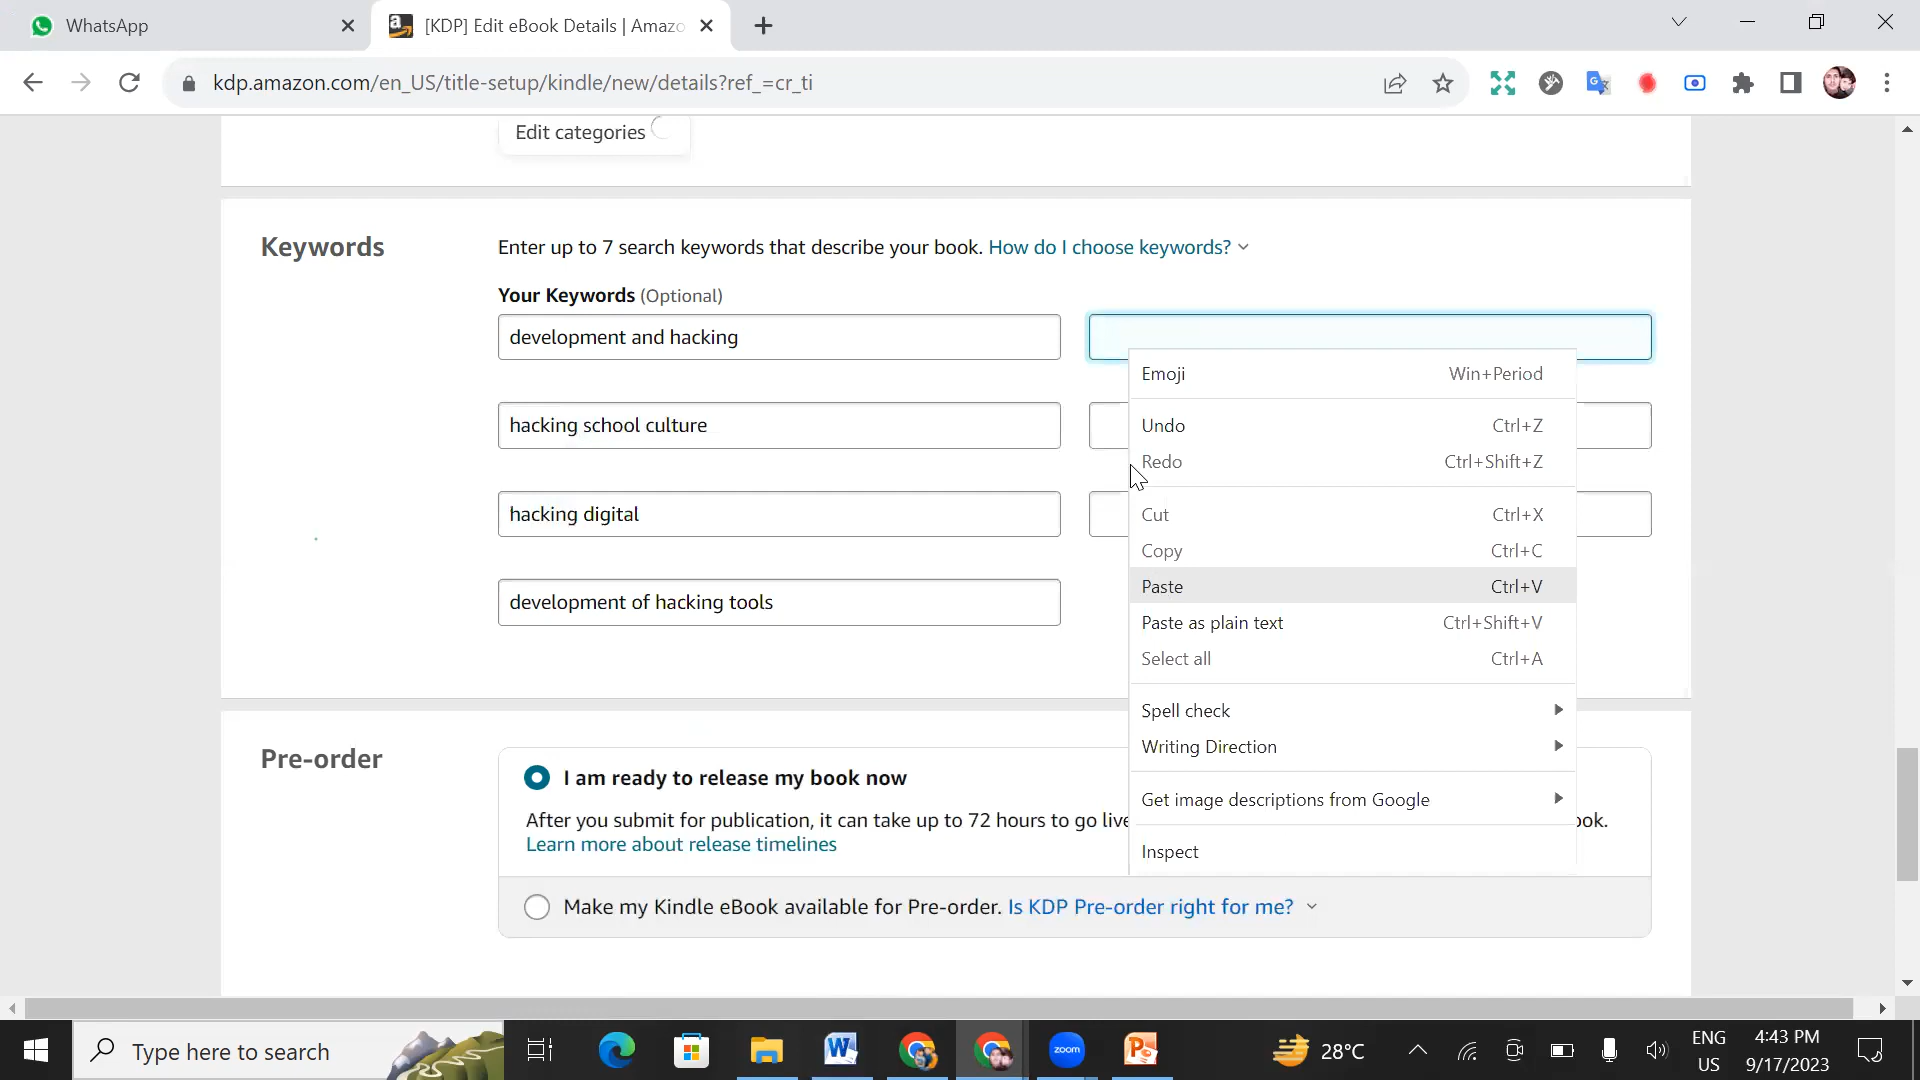 WhatsApp
[KDP] Edit eBook Details | Amazo
kdp.amazon.com/en_US/title-setup/kindle/new/details?ref_=cr_ti
Edit categories
Keywords
Enter up to 7 search keywords that describe your book. How do I choose keywords?
Your Keywords (Optional)
development and hacking
hacking school culture
hacking digital
development of hacking tools
Emoji Win+Period
Undo Ctrl+Z
Redo Ctrl+Shift+Z
Cut Ctrl+X
Copy Ctrl+C
Paste Ctrl+V
Paste as plain text Ctrl+Shift+V
Select all Ctrl+A
Spell check
Writing Direction
Get image descriptions from Google
Inspect
Pre-order
I am ready to release my book now
After you submit for publication, it can take up to 72 hours to go live ook.
Learn more about release timelines
Make my Kindle eBook available for Pre-order. Is KDP Pre-order right for me?
Type here to search
zoom
28°C
ENG
US
4:43 PM
9/17/2023